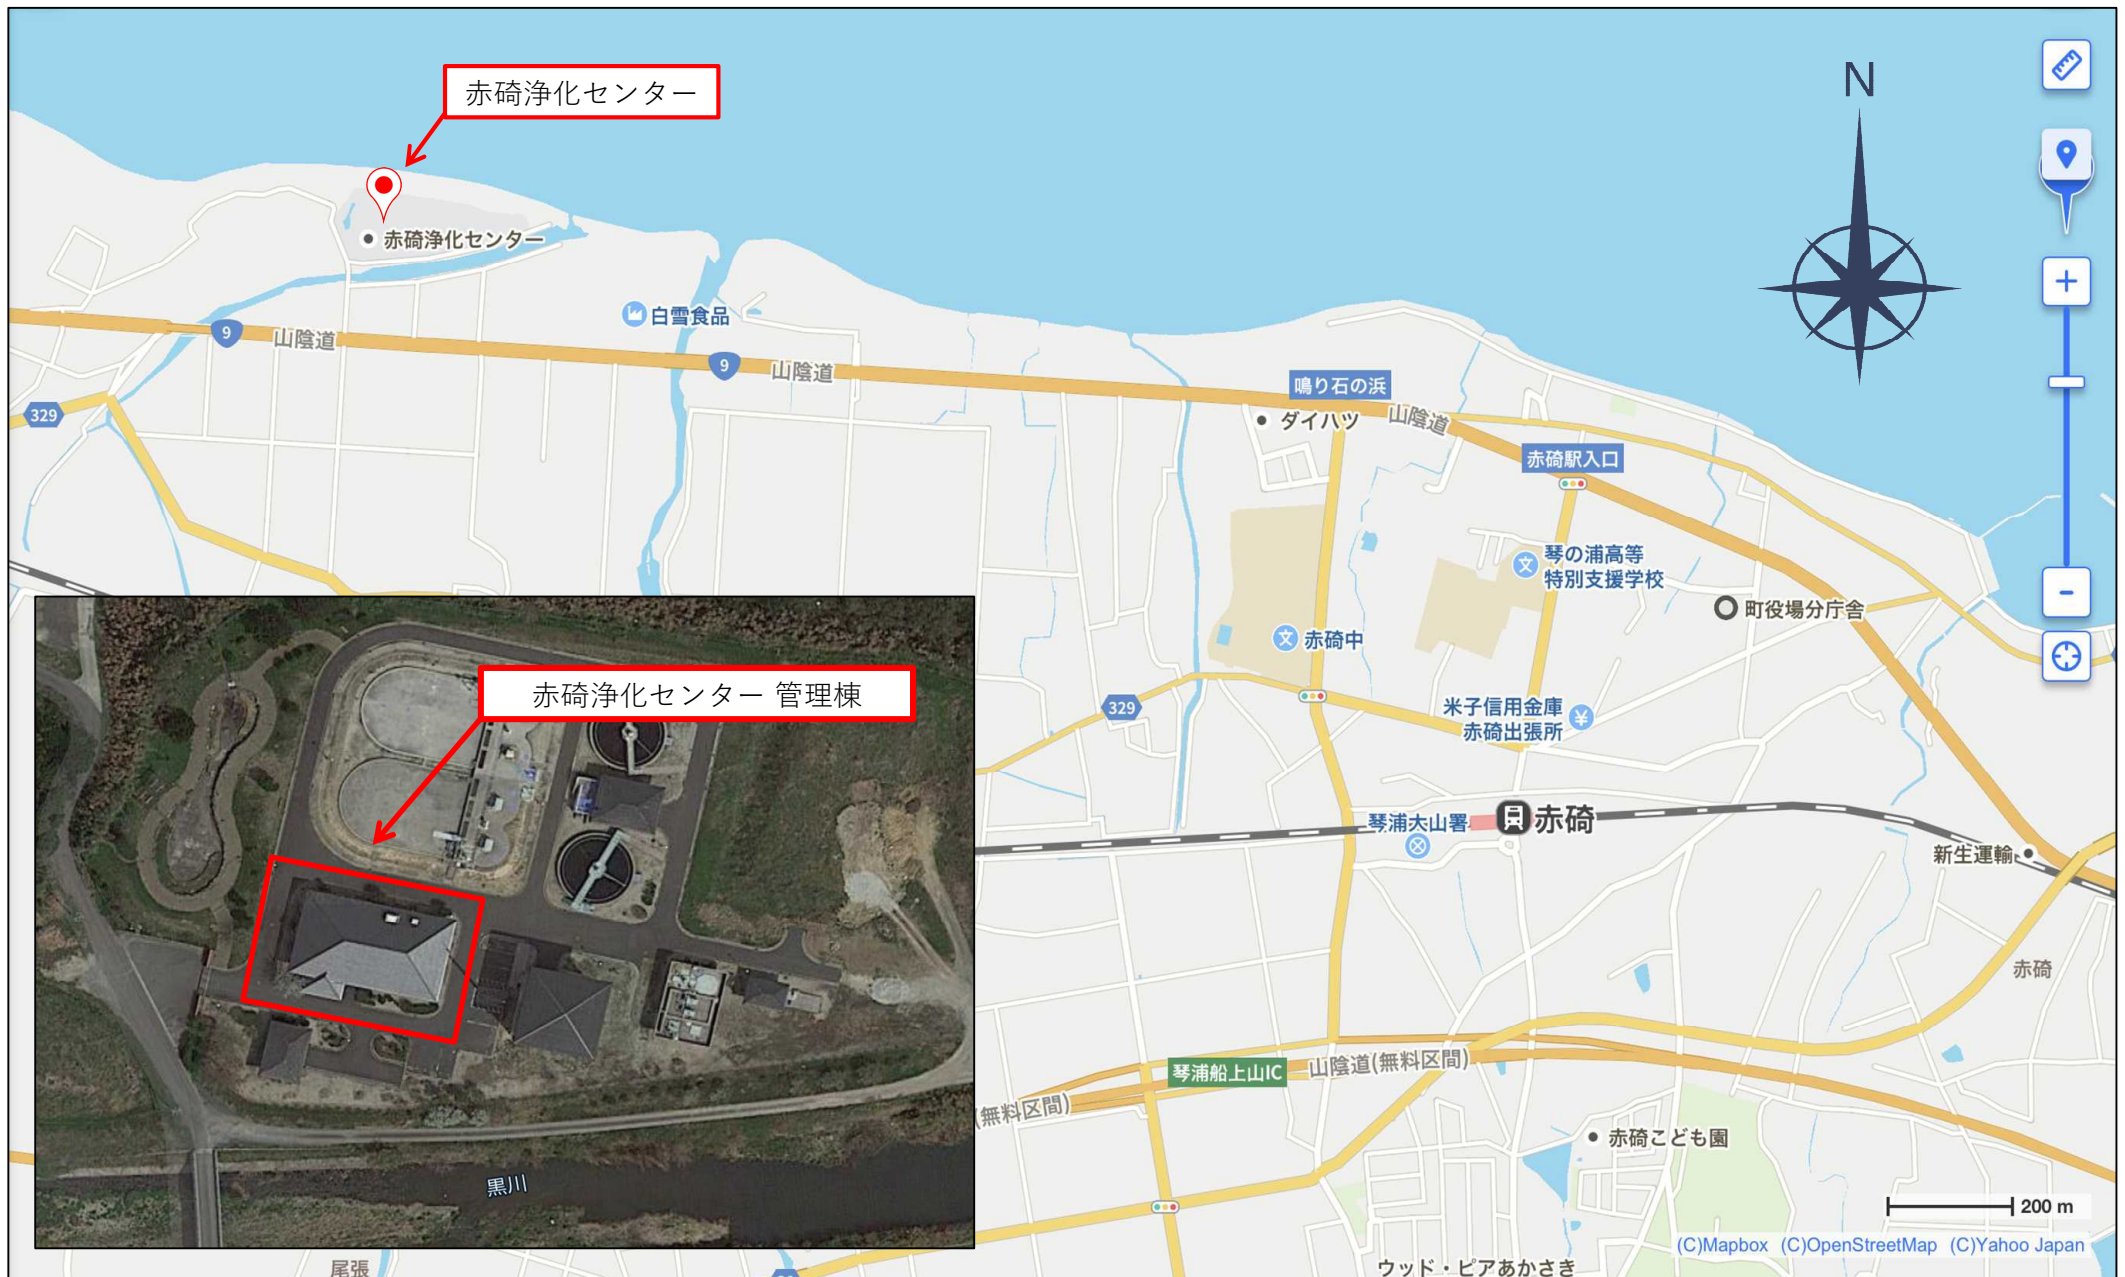 赤碕浄化センター
N
赤碕浄化センター
白雪食品
9
山陰道
9
山陰道
鳴り石の浜
ダイハツ
山陰道
329
赤碕駅入口
琴の浦高等
特別支援学校
町役場分庁舎
赤碕中
赤碕浄化センター 管理棟
329
米子信用金庫
赤碕出張所
琴浦大山署
赤碕
新生運輸
赤碕
琴浦船上山IC
山陰道(無料区間)
(無料区間)
赤碕こども園
黒川
200 m
(C)Mapbox (C)OpenStreetMap (C)Yahoo Japan
尾張
ウッド・ピアあかさき